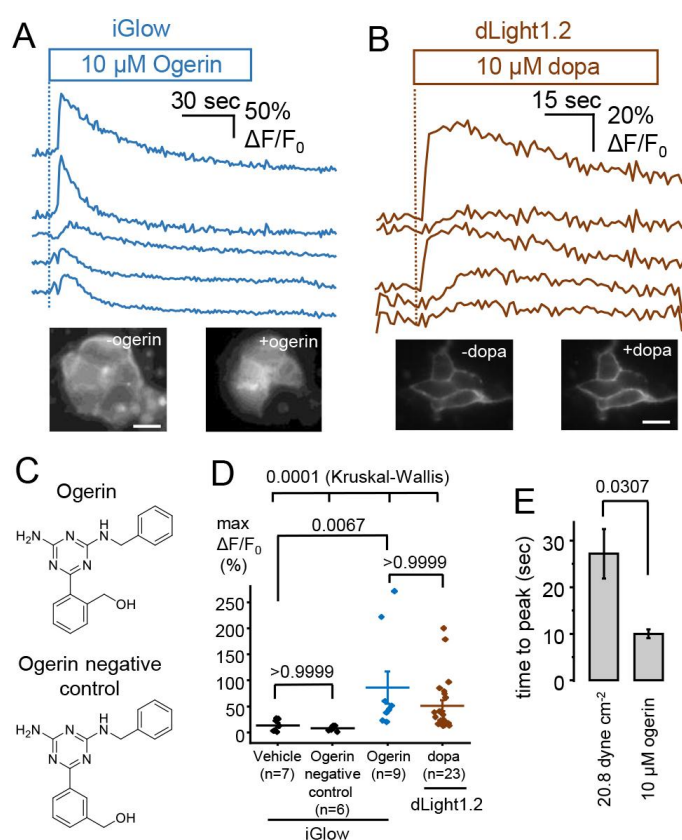 A
iGlow
10 µM Ogerin
30 sec
50%
ΔF/F0
-ogerin
+ogerin
B
dLight1.2
10 µM dopa
15 sec
20%
ΔF/F0
-dopa
+dopa
C
Ogerin
H2N
N
N
H
N
N
OH
Ogerin negative
control
H2N
N
N
H
N
N
OH
D
0.0001 (Kruskal-Wallis)
max
ΔF/F0
(%)
0.0067
>0.9999
>0.9999
250
200
150
100
50
0
Vehicle
(n=7)
Ogerin
negative
control
(n=6)
Ogerin
(n=9)
dopa
(n=23)
iGlow
dLight1.2
E
0.0307
time to peak (sec)
30
20
10
0
20.8 dyne cm-2
10 µM ogerin